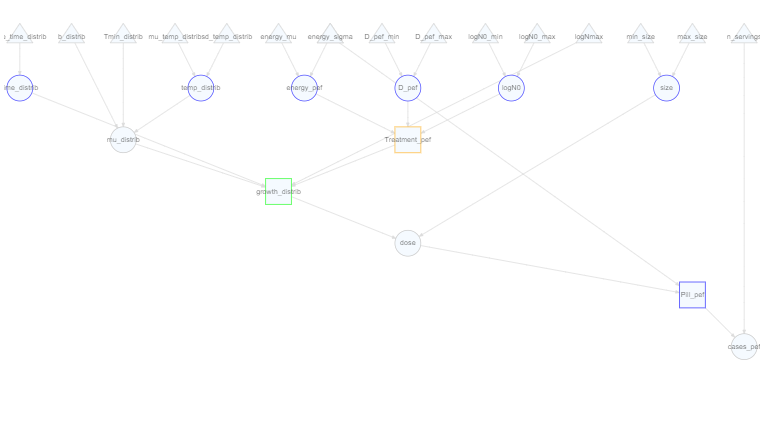 _time_distrib b_distrib Tmin_distrib mu_temp_distrib sd_temp_distrib energy_mu energy_sigma D_pef_min D_pef_max logN0_min logN0_max logNmax min_size max_size n_servings
me_distrib temp_distrib energy_pef D_pef logN0 size
mu_distrib Treatment_pef
growth_distrib
dose
Pill_pef
cases_pef